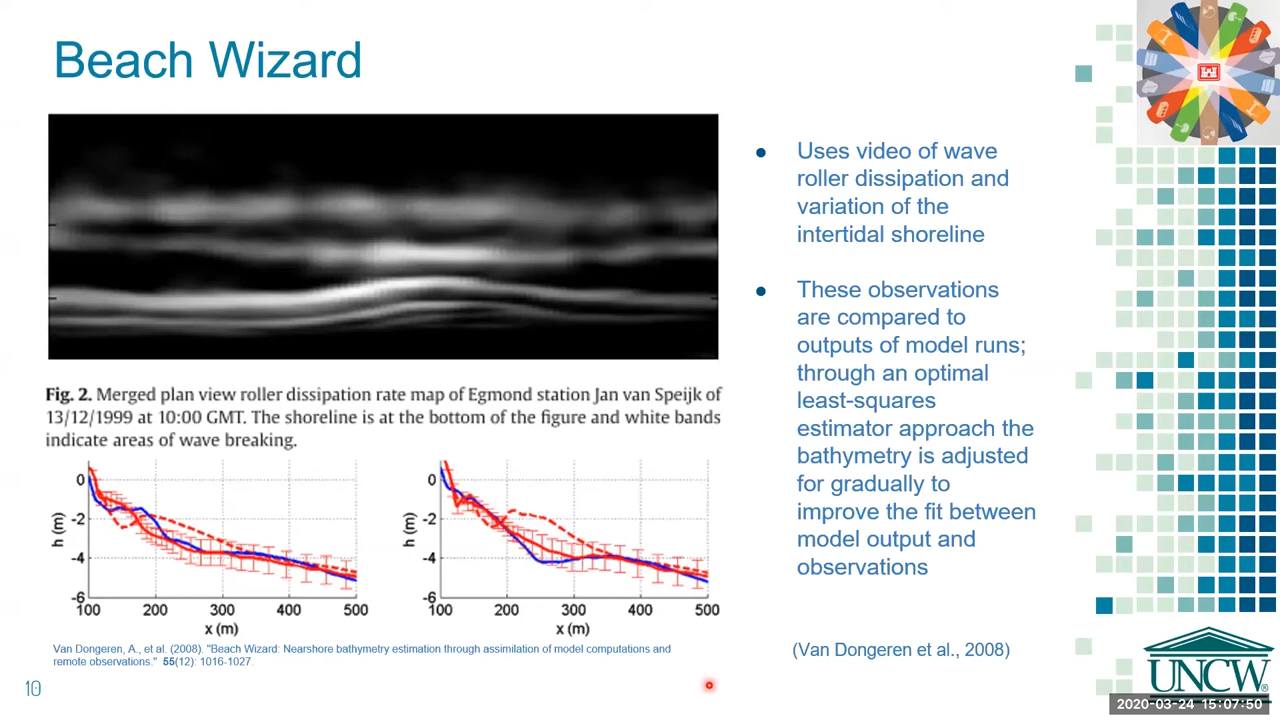 Beach Wizard
Fig. 2. Merged plan view roller dissipation rate map of Egmond station Jan van Speijk of
13/12/1999 at 10:00 GMT. The shoreline is at the bottom of the figure and white bands
indicate areas of wave breaking.
0
-2
-4
-6
h (m)
100 200 300 400 500
x (m)
0
-2
-4
-6
h (m)
100 200 300 400 500
x (m)
Van Dongeren, A., et al. (2008). "Beach Wizard: Nearshore bathymetry estimation through assimilation of model computations and
remote observations." 55(12): 1016-1027.
10
● Uses video of wave
roller dissipation and
variation of the
intertidal shoreline
● These observations
are compared to
outputs of model runs;
through an optimal
least-squares
estimator approach the
bathymetry is adjusted
for gradually to
improve the fit between
model output and
observations
(Van Dongeren et al., 2008)
UNCW®
2020-03-24 15:07:50